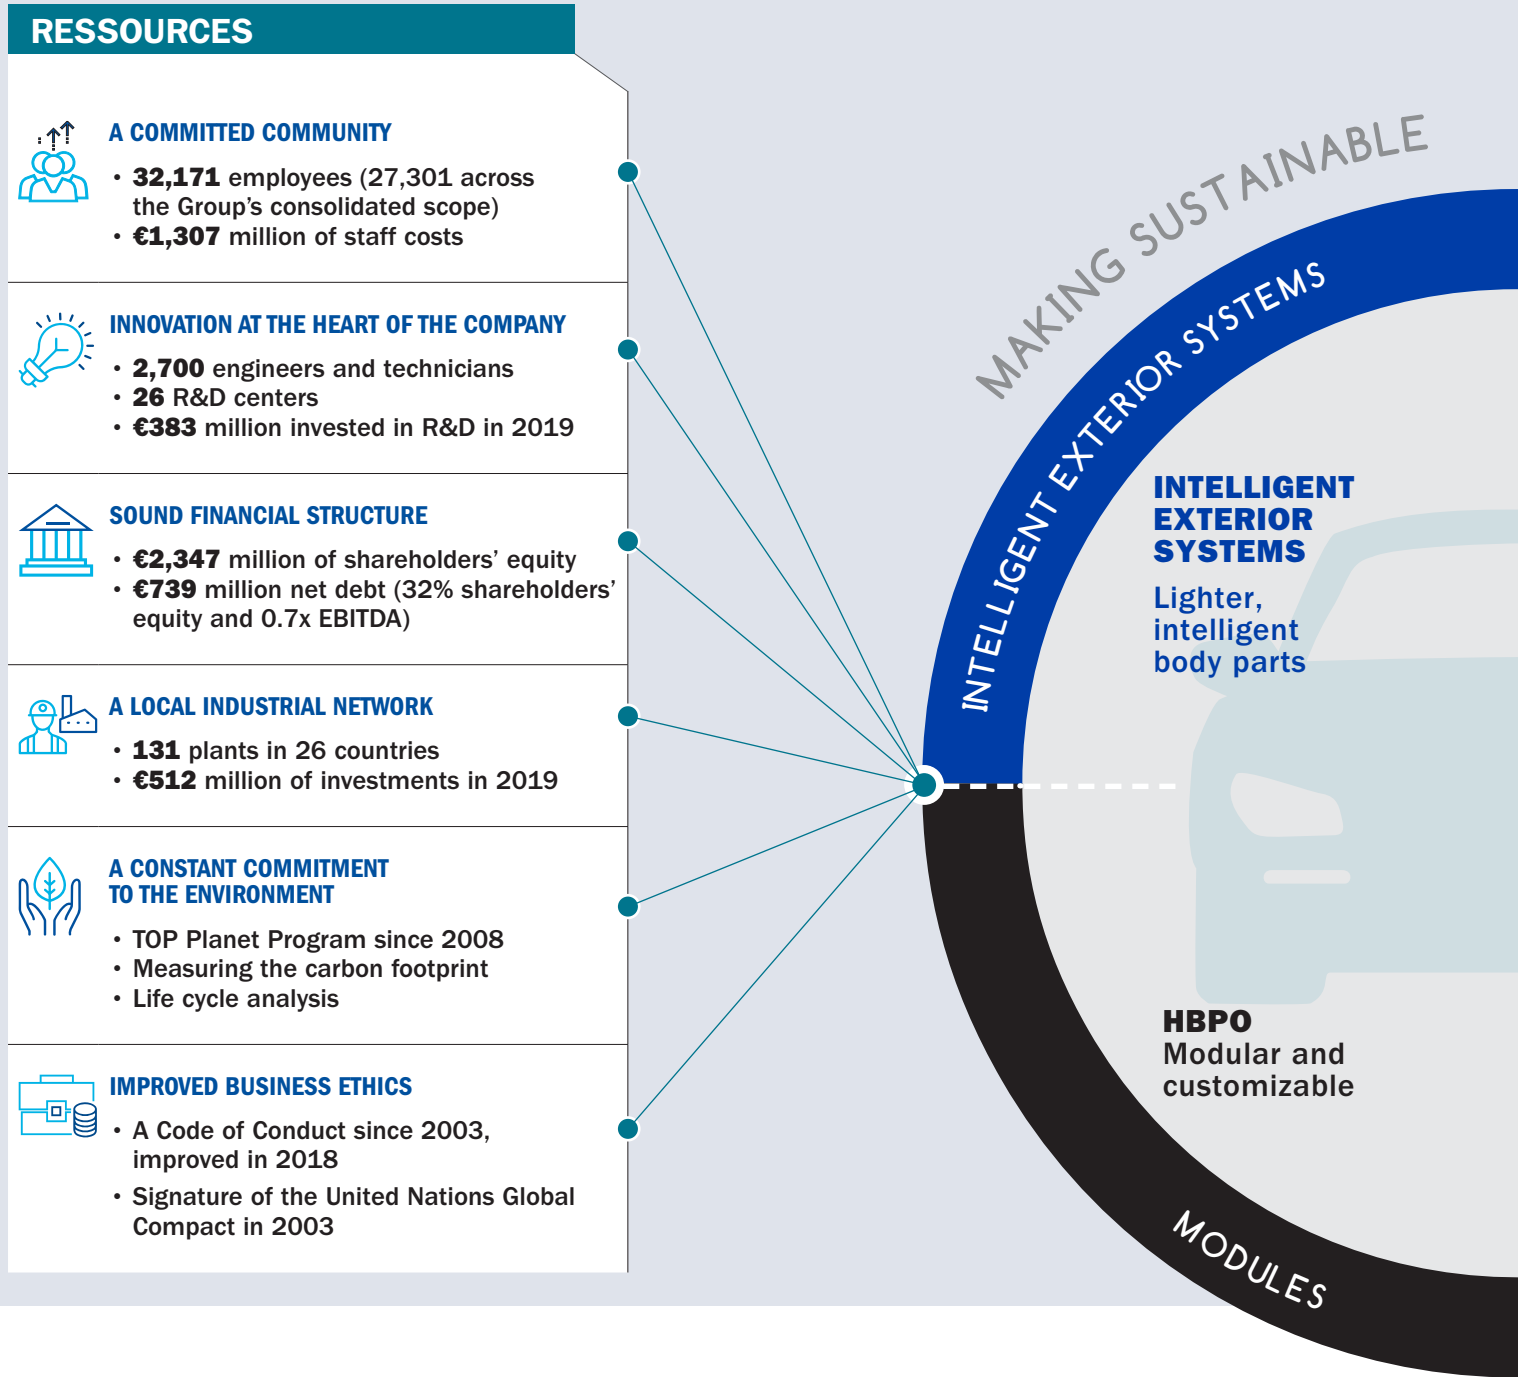 RESSOURCES
A COMMITTED COMMUNITY
• 32,171 employees (27,301 across
the Group’s consolidated scope)
• €1,307 million of staff costs
INNOVATION AT THE HEART OF THE COMPANY
• 2,700 engineers and technicians
• 26 R&D centers
• €383 million invested in R&D in 2019
SOUND FINANCIAL STRUCTURE
• €2,347 million of shareholders’ equity
• €739 million net debt (32% shareholders’
equity and 0.7x EBITDA)
A LOCAL INDUSTRIAL NETWORK
• 131 plants in 26 countries
• €512 million of investments in 2019
A CONSTANT COMMITMENT
TO THE ENVIRONMENT
• TOP Planet Program since 2008
• Measuring the carbon footprint
• Life cycle analysis
IMPROVED BUSINESS ETHICS
• A Code of Conduct since 2003,
improved in 2018
• Signature of the United Nations Global
Compact in 2003
MAKING SUSTAINABLE
INTELLIGENT EXTERIOR SYSTEMS
INTELLIGENT
EXTERIOR
SYSTEMS
Lighter,
intelligent
body parts
HBPO
Modular and
customizable
MODULES